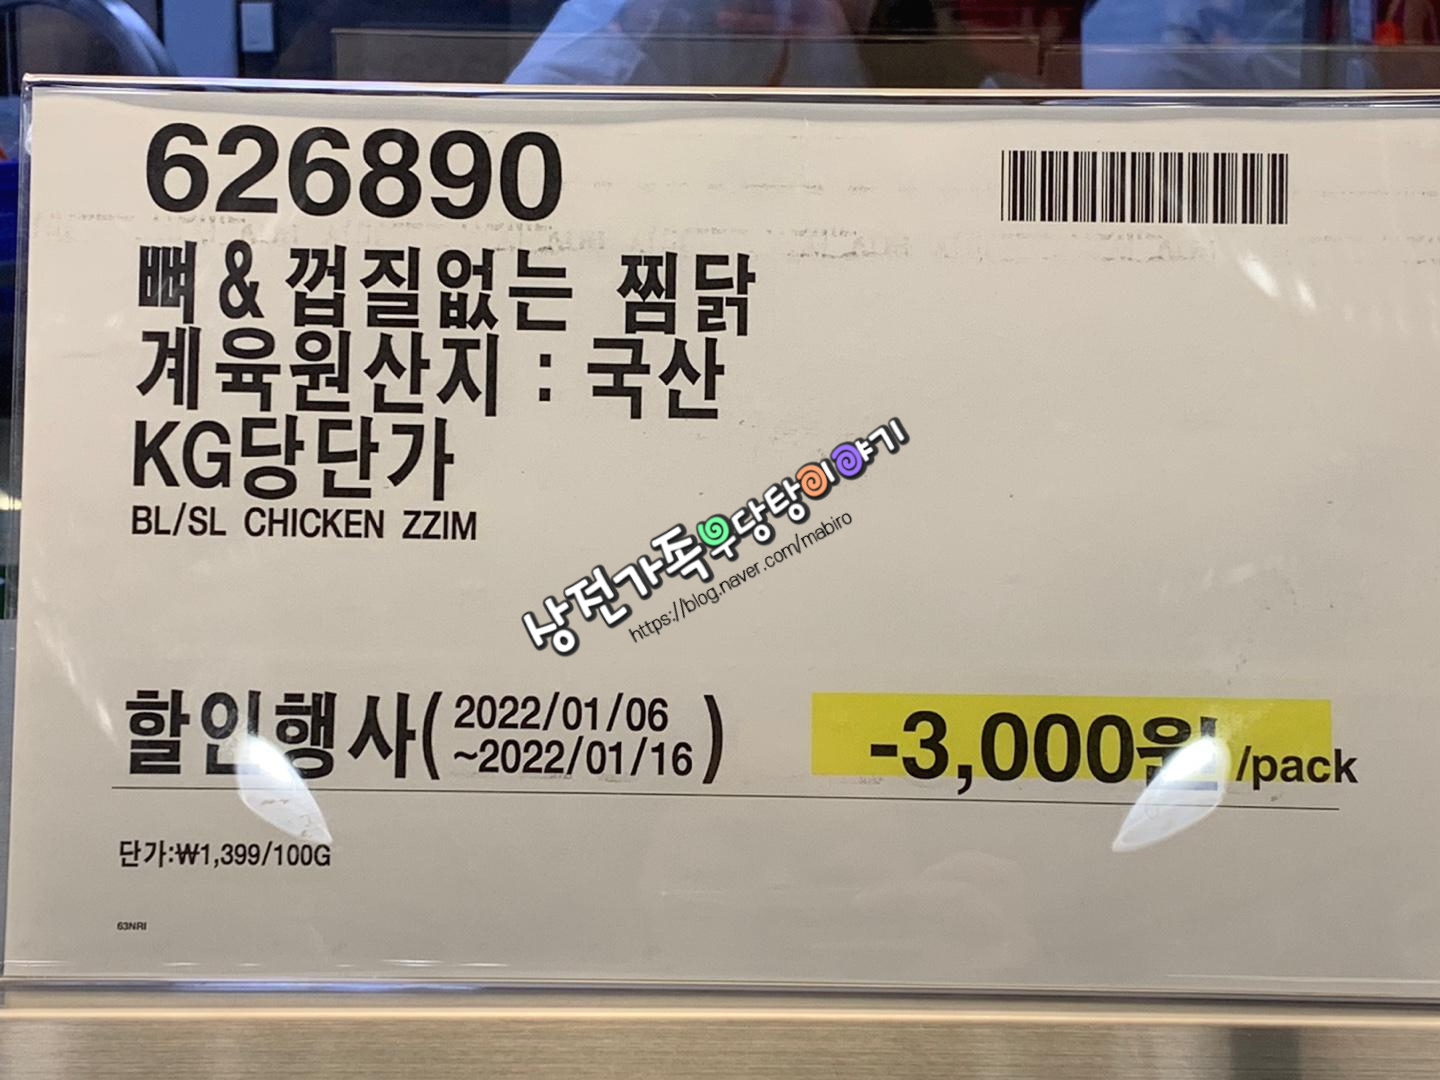 626890
뼈&껍질없는 찜닭
계육원산지 : 국산
KG당단가
BL/SL CHICKEN ZZIM
상전가족우당탕이야기
https://blog.naver.com/mabiro
할인행사( 2022/01/06
~2022/01/16 )
-3,000원 /pack
단가:₩1,399/100G
63NRI